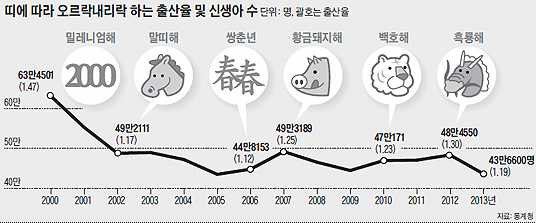 띠에 따라 오르락내리락 하는 출산율 및 신생아 수 단위: 명, 괄호는 출산율
밀레니엄해 말띠해 쌍춘년 황금돼지해 백호해 흑룡해
2000
春春
63만4501
(1.47)
49만2111
(1.17)
44만8153
(1.12)
49만3189
(1.25)
47만171
(1.23)
48만4550
(1.30)
43만6600명
(1.19)
60만
50만
40만
2000 2001 2002 2003 2004 2005 2006 2007 2008 2009 2010 2011 2012 2013년
자료: 통계청